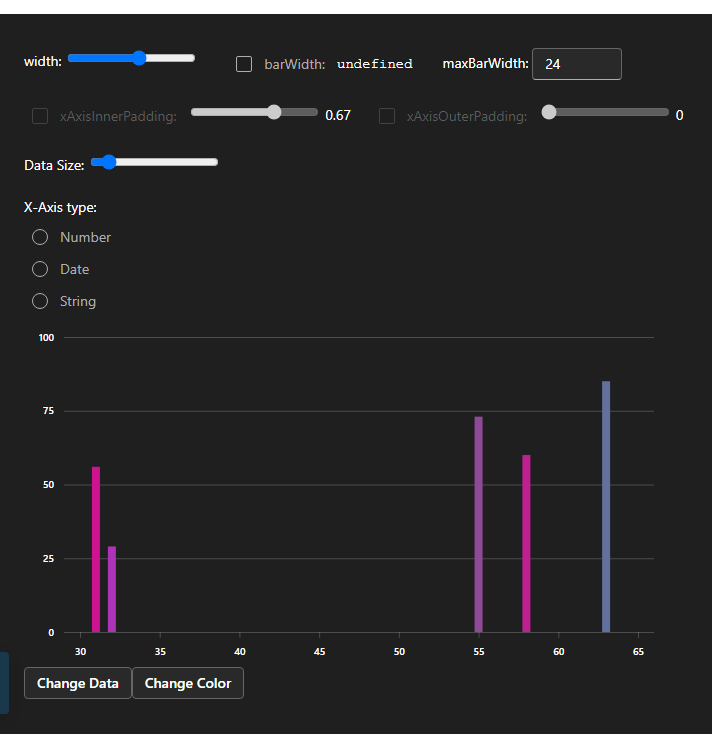 width: barWidth: undefined maxBarWidth: 24
xAxisInnerPadding: 0.67 xAxisOuterPadding: 0
Data Size:
X-Axis type:
Number
Date
String
100
75
50
25
0
30 35 40 45 50 55 60 65
Change Data Change Color